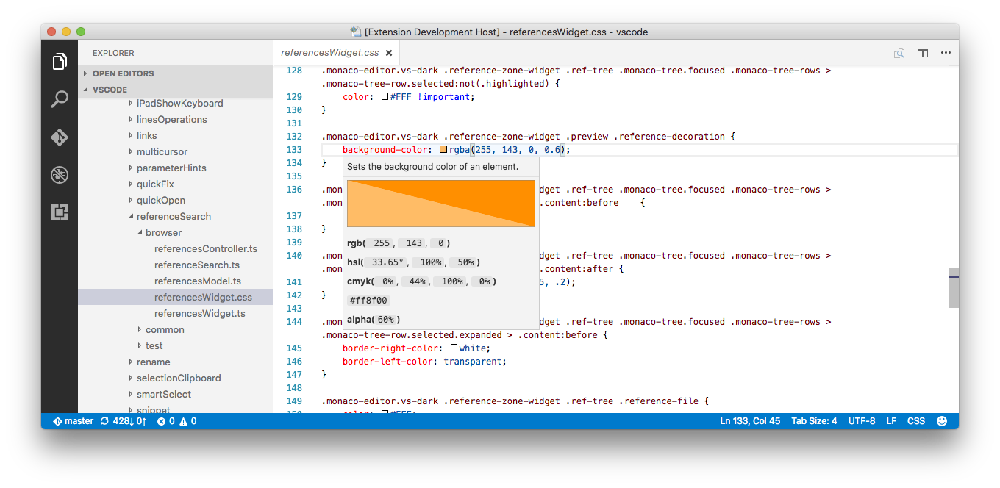 [Extension Development Host] - referencesWidget.css - vscode
EXPLORER
OPEN EDITORS
VSCODE
iPadShowKeyboard
linesOperations
links
multicursor
parameterHints
quickFix
quickOpen
referenceSearch
browser
referencesController.ts
referenceSearch.ts
referencesModel.ts
referencesWidget.css
referencesWidget.ts
common
test
rename
selectionClipboard
smartSelect
snippet
referencesWidget.css ×
128 .monaco-editor.vs-dark .reference-zone-widget .ref-tree .monaco-tree.focused .monaco-tree-rows >
.monaco-tree-row.selected:not(.highlighted) {
129 color: #FFF !important;
130 }
131
132 .monaco-editor.vs-dark .reference-zone-widget .preview .reference-decoration {
133 background-color: rgba(255, 143, 0, 0.6);
134 }
135
136 .mon dget .ref-tree .monaco-tree.focused .monaco-tree-rows >
.mon .content:before {
137
138 }
139
140 .mon dget .ref-tree .monaco-tree.focused .monaco-tree-rows >
.mon .content:after {
141 5, .2);
142 }
143
144 .mon dget .ref-tree .monaco-tree.focused .monaco-tree-rows >
.monaco-tree-row.selected.expanded > .content:before {
145 border-right-color: white;
146 border-left-color: transparent;
147 }
148
149 .monaco-editor.vs-dark .reference-zone-widget .ref-tree .reference-file {
150 color: #FFF;
Sets the background color of an element.
rgb( 255, 143, 0 )
hsl( 33.65°, 100%, 50% )
cmyk( 0%, 44%, 100%, 0% )
#ff8f00
alpha( 60% )
master 428↓ 0↑ 0 0 Ln 133, Col 45 Tab Size: 4 UTF-8 LF CSS